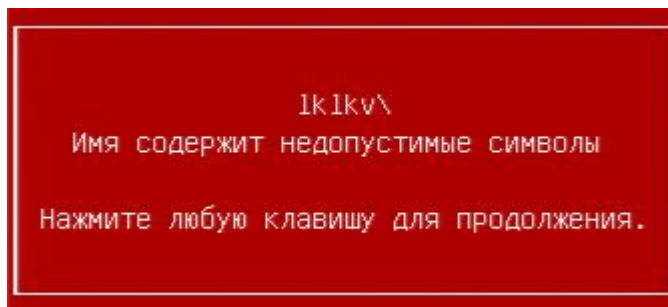 lklkv\
Имя содержит недопустимые символы
Нажмите любую клавишу для продолжения.